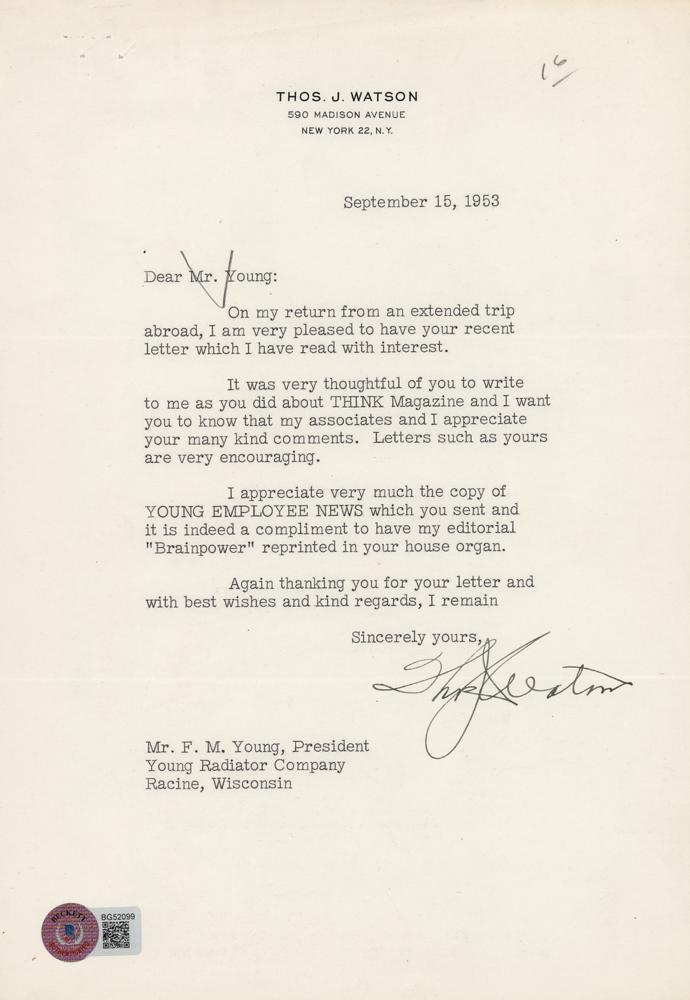 16
THOS. J. WATSON
590 MADISON AVENUE
NEW YORK 22, N.Y.
September 15, 1953
Dear Mr. Young:
On my return from an extended trip
abroad, I am very pleased to have your recent
letter which I have read with interest.
It was very thoughtful of you to write
to me as you did about THINK Magazine and I want
you to know that my associates and I appreciate
your many kind comments. Letters such as yours
are very encouraging.
I appreciate very much the copy of
YOUNG EMPLOYEE NEWS which you sent and
it is indeed a compliment to have my editorial
"Brainpower" reprinted in your house organ.
Again thanking you for your letter and
with best wishes and kind regards, I remain
Sincerely yours,
Thos J Watson
Mr. F. M. Young, President
Young Radiator Company
Racine, Wisconsin
BECKETT
BG52099